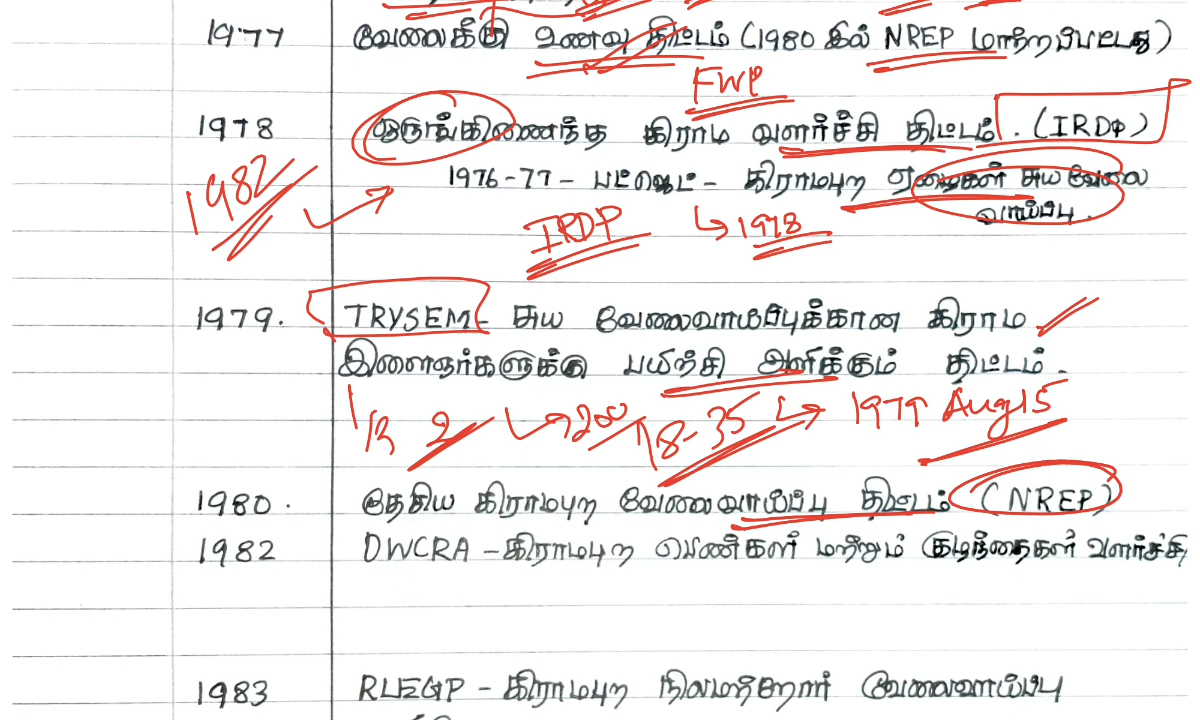 1977 வேலைக்கு உணவு திட்டம் (1980 இல் NREP மாற்றப்பட்டது)
FWP
1978 ஒருங்கிணைந்த கிராம வளர்ச்சி திட்டம். (IRDP)
1982
1976-77 - பட்ஜெட் - கிராமபுற ஏழைகள் சுய வேலை
வாய்ப்பு.
IRDP ↳ 1978
1979. TRYSEM - சுய வேலைவாய்ப்புக்கான கிராம
இளைஞர்களுக்கு பயிற்சி அளிக்கும் திட்டம்.
18-35 → 1979 Aug 15
1980. தேசிய கிராமபுற வேலைவாய்ப்பு திட்டம் (NREP)
1982 DWCRA - கிராமபுற பெண்கள் மற்றும் குழந்தைகள் வளர்ச்சி
1983 RLEGP - கிராமபுற நிலமற்றோர் வேலைவாய்ப்பு